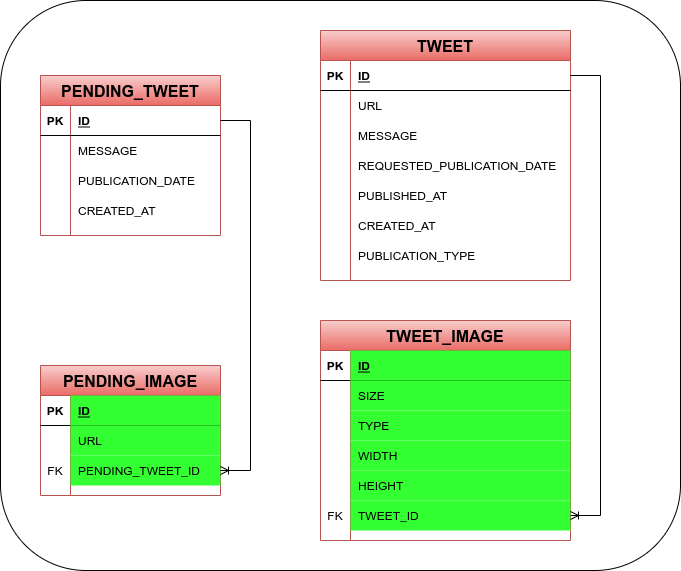 PENDING_TWEET
PK ID
MESSAGE
PUBLICATION_DATE
CREATED_AT
TWEET
PK ID
URL
MESSAGE
REQUESTED_PUBLICATION_DATE
PUBLISHED_AT
CREATED_AT
PUBLICATION_TYPE
PENDING_IMAGE
PK ID
URL
FK PENDING_TWEET_ID
TWEET_IMAGE
PK ID
SIZE
TYPE
WIDTH
HEIGHT
FK TWEET_ID